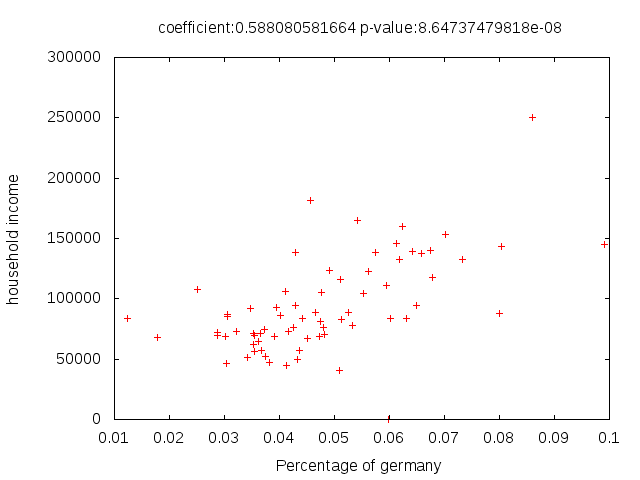 coefficient:0.588080581664 p-value:8.64737479818e-08
300000
250000
200000
150000
100000
50000
0
household income
0.01 0.02 0.03 0.04 0.05 0.06 0.07 0.08 0.09 0.1
Percentage of germany